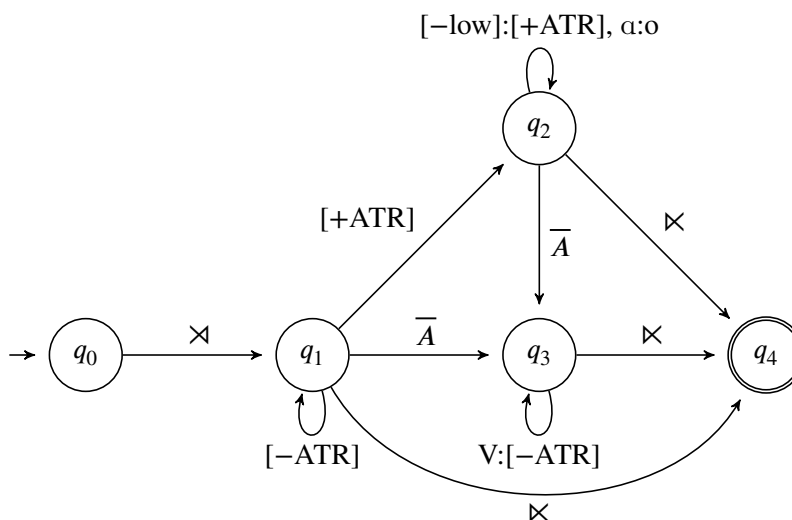 [−low]:[+ATR], ɑ:o
q₂
[+ATR]
⋉
A̅
q₀
⋊
q₁
A̅
q₃
⋉
q₄
[−ATR]
V:[−ATR]
⋉